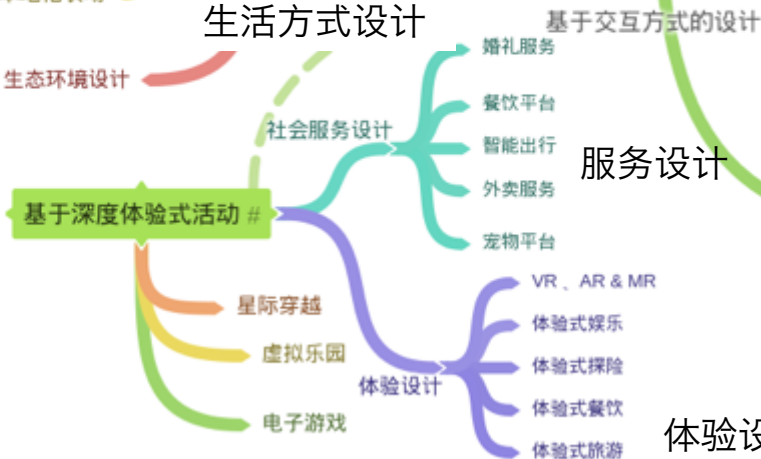 生活方式设计
基于交互方式的设计
生态环境设计
社会服务设计
婚礼服务
餐饮平台
智能出行
外卖服务
宠物平台
服务设计
基于深度体验式活动 #
星际穿越
虚拟乐园
电子游戏
体验设计
VR 、AR & MR
体验式娱乐
体验式探险
体验式餐饮
体验式旅游
体验设